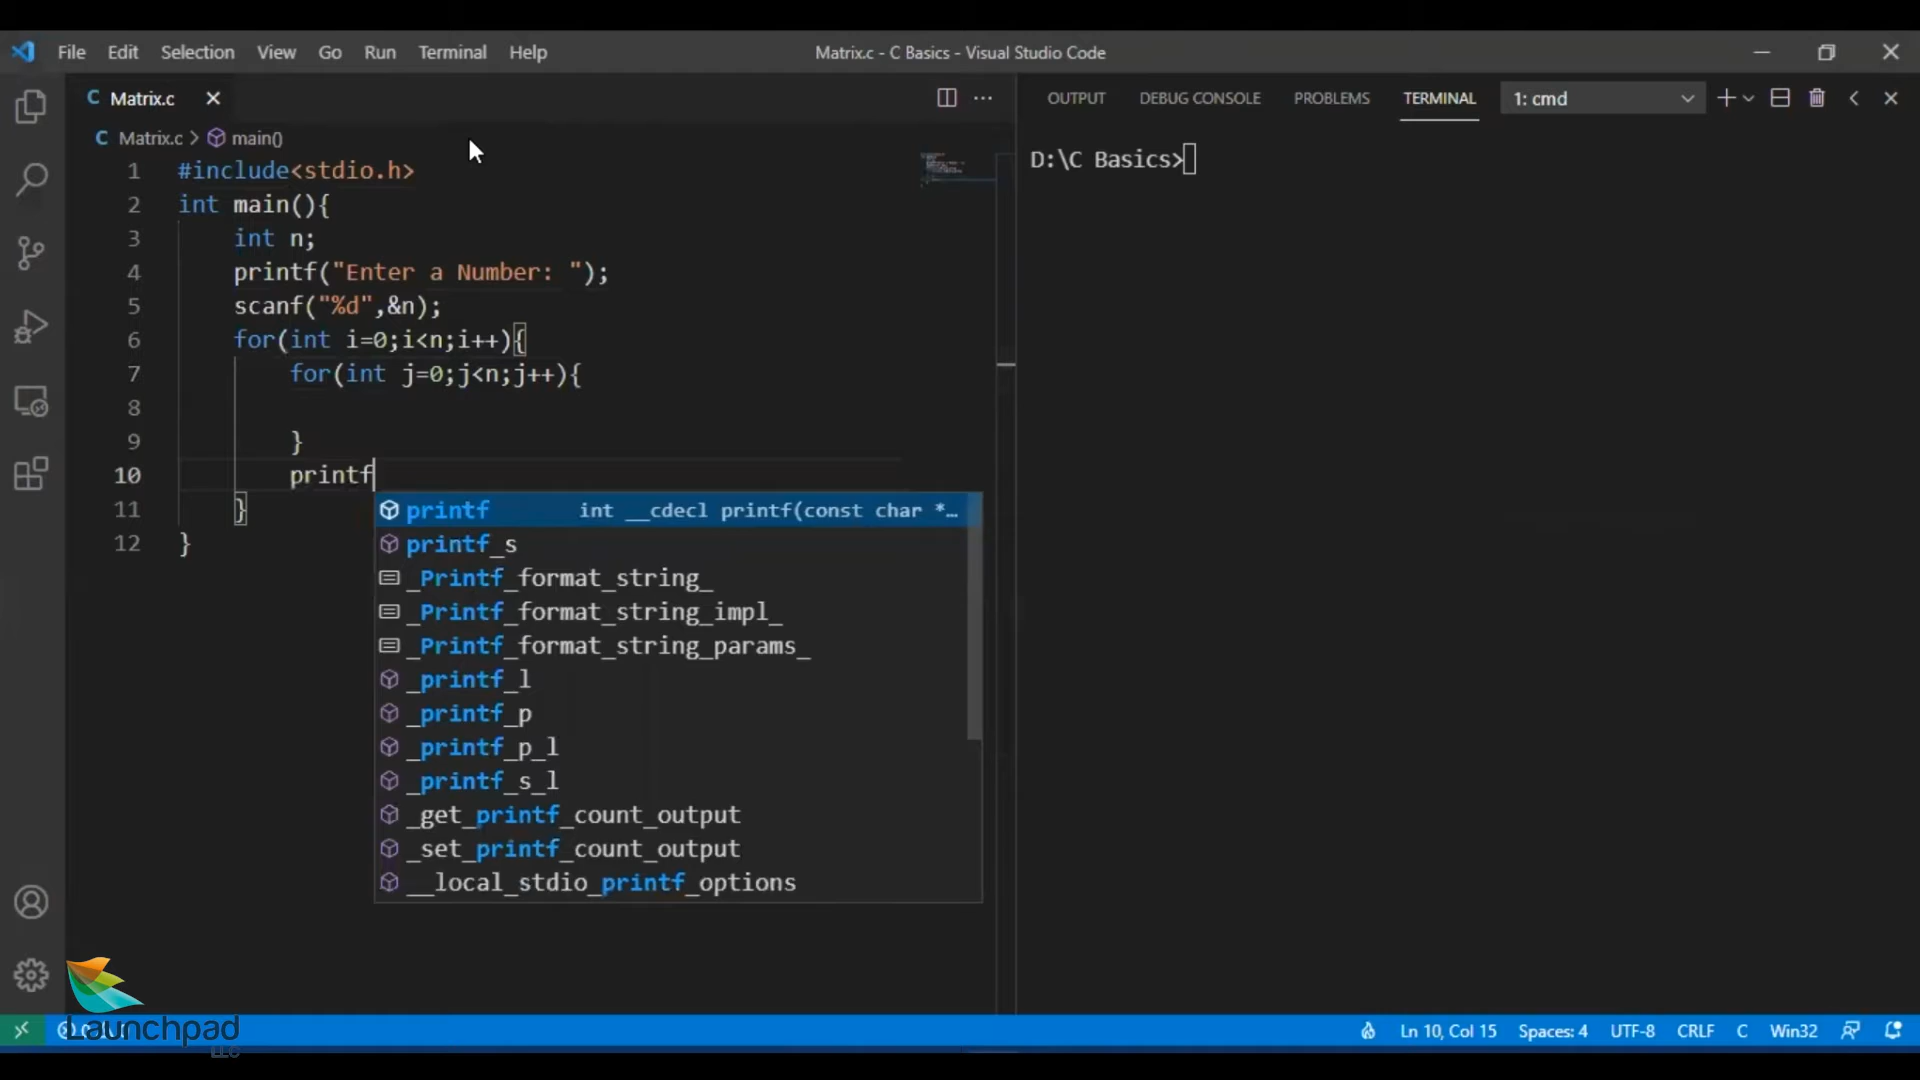 File Edit Selection View Go Run Terminal Help
Matrix.c - C Basics - Visual Studio Code
C Matrix.c
OUTPUT DEBUG CONSOLE PROBLEMS TERMINAL 1: cmd
C Matrix.c > main()
1 #include<stdio.h>
2 int main(){
3 int n;
4 printf("Enter a Number: ");
5 scanf("%d",&n);
6 for(int i=0;i<n;i++){
7 for(int j=0;j<n;j++){
8
9 }
10 printf
11 }
12 }
printf int __cdecl printf(const char *…
printf_s
_Printf_format_string_
_Printf_format_string_impl_
_Printf_format_string_params_
_printf_l
_printf_p
_printf_p_l
_printf_s_l
_get_printf_count_output
_set_printf_count_output
__local_stdio_printf_options
D:\C Basics>
Launchpad
LLC
Ln 10, Col 15 Spaces: 4 UTF-8 CRLF C Win32